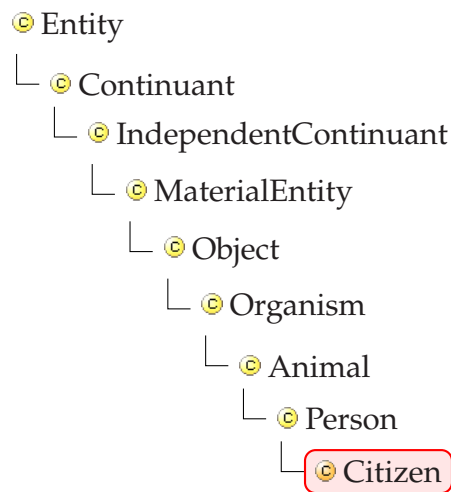 C Entity
C Continuant
C IndependentContinuant
C MaterialEntity
C Object
C Organism
C Animal
C Person
C Citizen